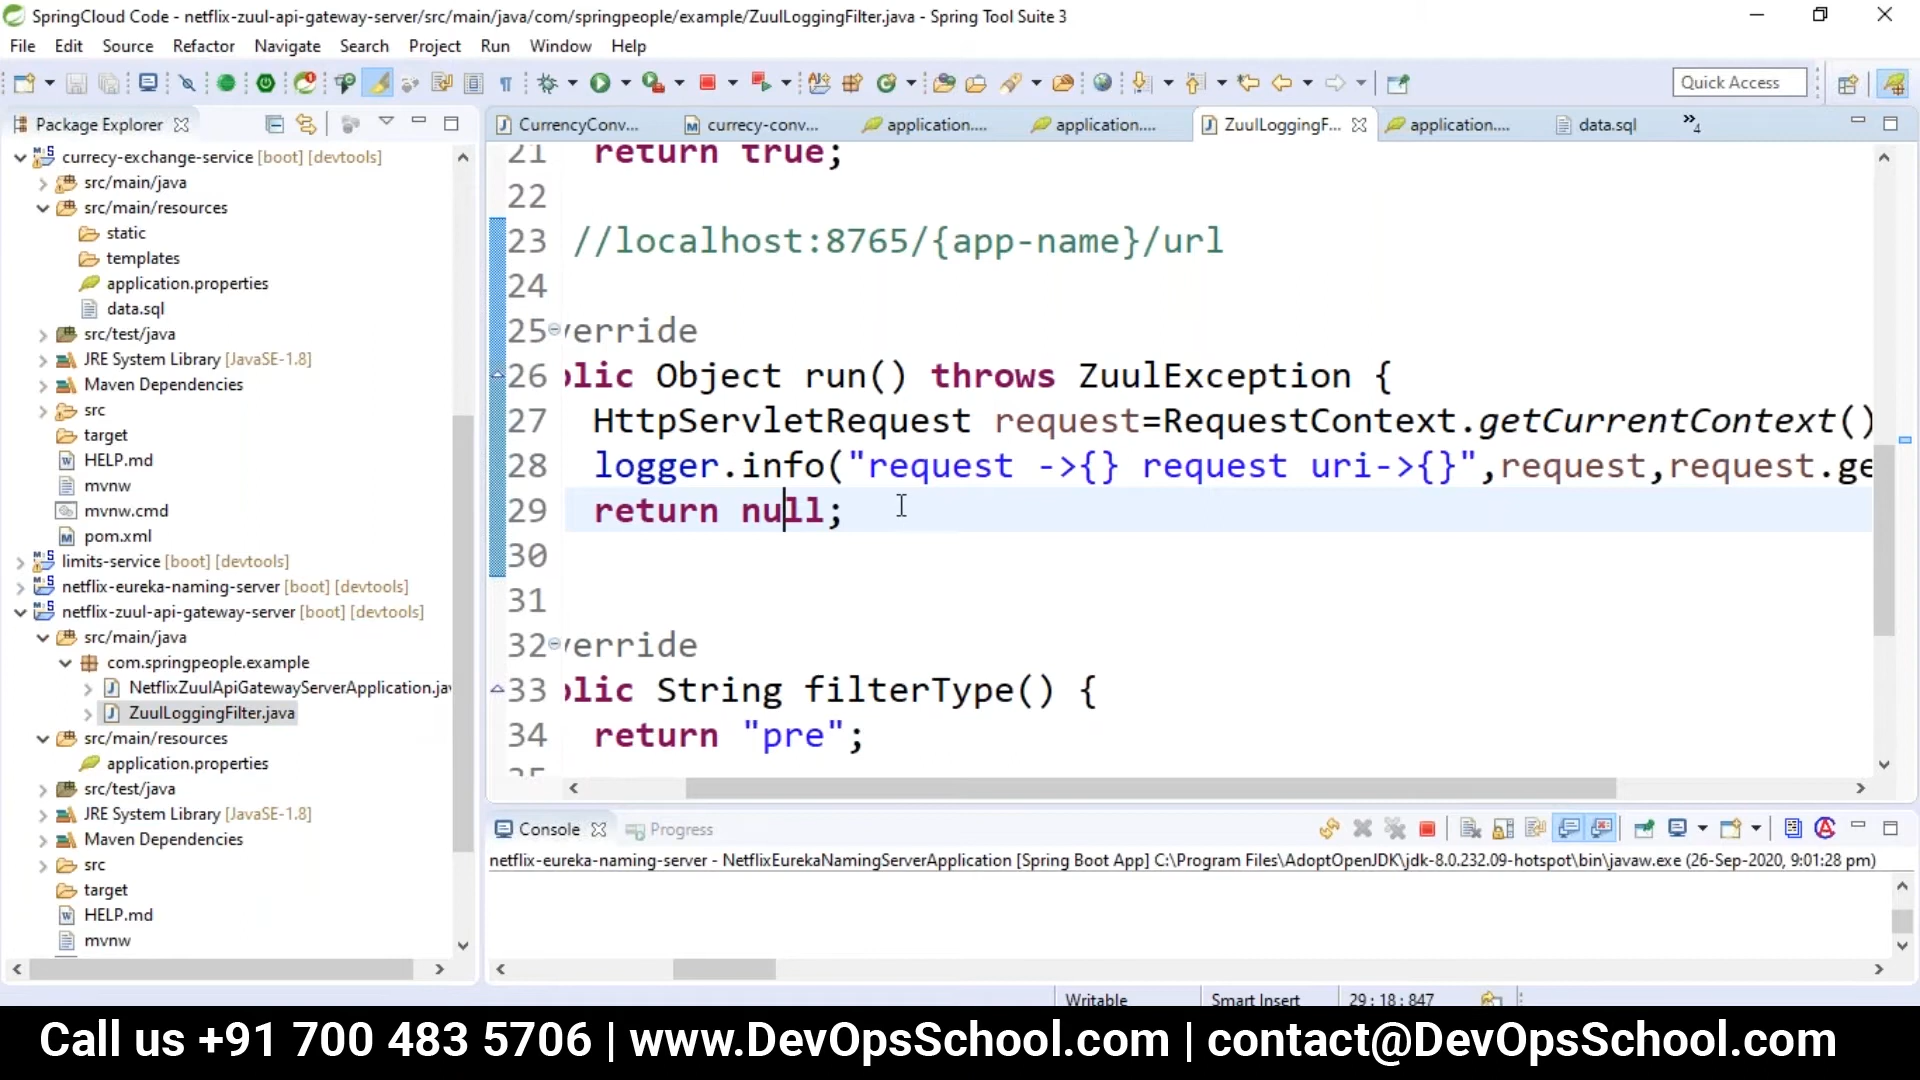 SpringCloud Code - netflix-zuul-api-gateway-server/src/main/java/com/springpeople/example/ZuulLoggingFilter.java - Spring Tool Suite 3
File Edit Source Refactor Navigate Search Project Run Window Help
Quick Access
Package Explorer
currecy-exchange-service [boot] [devtools]
src/main/java
src/main/resources
static
templates
application.properties
data.sql
src/test/java
JRE System Library [JavaSE-1.8]
Maven Dependencies
src
target
HELP.md
mvnw
mvnw.cmd
pom.xml
limits-service [boot] [devtools]
netflix-eureka-naming-server [boot] [devtools]
netflix-zuul-api-gateway-server [boot] [devtools]
src/main/java
com.springpeople.example
NetflixZuulApiGatewayServerApplication.jav
ZuulLoggingFilter.java
src/main/resources
application.properties
src/test/java
JRE System Library [JavaSE-1.8]
Maven Dependencies
src
target
HELP.md
mvnw
CurrencyConv... currecy-conv... application.... application.... ZuulLoggingF... application.... data.sql »4
21 return true;
22
23 //localhost:8765/{app-name}/url
24
25 verride
26 blic Object run() throws ZuulException {
27 HttpServletRequest request=RequestContext.getCurrentContext()
28 logger.info("request ->{} request uri->{}",request,request.ge
29 return null;
30
31
32 verride
33 blic String filterType() {
34 return "pre";
35
Console Progress
netflix-eureka-naming-server - NetflixEurekaNamingServerApplication [Spring Boot App] C:\Program Files\AdoptOpenJDK\jdk-8.0.232.09-hotspot\bin\javaw.exe (26-Sep-2020, 9:01:28 pm)
Writable Smart Insert 29 : 18 : 847
Call us +91 700 483 5706 | www.DevOpsSchool.com | contact@DevOpsSchool.com